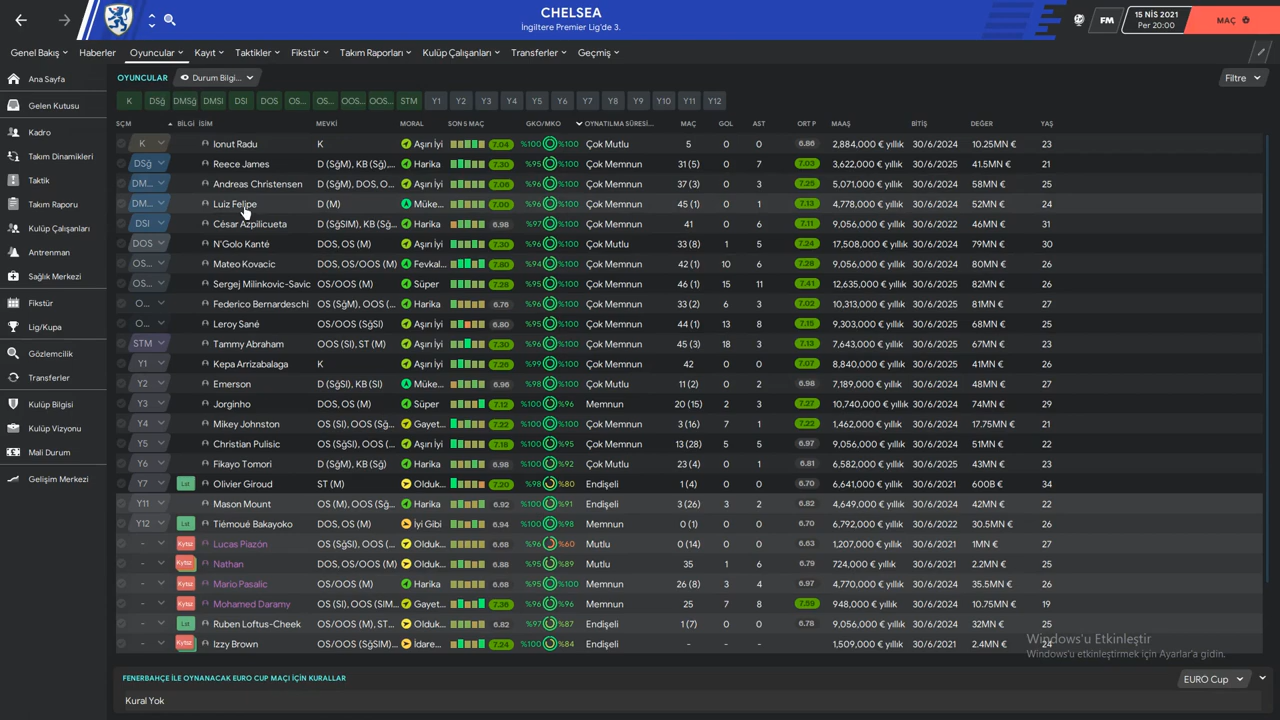 CHELSEA
İngiltere Premier Lig'de 3.
FM
15 NİS 2021
Per 20:00
MAÇ
Genel Bakış Haberler Oyuncular Kayıt Taktikler Fikstür Takım Raporları Kulüp Çalışanları Transferler Geçmiş
Ana Sayfa
Gelen Kutusu
Kadro
Takım Dinamikleri
Taktik
Takım Raporu
Kulüp Çalışanları
Antrenman
Sağlık Merkezi
Fikstür
Lig/Kupa
Gözlemcilik
Transferler
Kulüp Bilgisi
Kulüp Vizyonu
Mali Durum
Gelişim Merkezi
OYUNCULAR Durum Bilgi... Filtre
K DSğ DMSğ DMSI DSI DOS OS... OS... OOS... OOS... STM Y1 Y2 Y3 Y4 Y5 Y6 Y7 Y8 Y9 Y10 Y11 Y12
SÇM BİLGİ İSİM MEVKİ MORAL SON 5 MAÇ GKO/MKO OYNATILMA SÜRESİ... MAÇ GOL AST ORT P MAAŞ BİTİŞ DEĞER YAŞ
K Ionut Radu K Aşırı İyi 7.04 %100 %100 Çok Mutlu 5 0 0 6.86 2,884,000 € yıllık 30/6/2024 10.25MN € 23
DSğ Reece James D (SğM), KB (Sğ),... Harika 7.30 %95 %100 Çok Memnun 31 (5) 0 7 7.03 3,622,000 € yıllık 30/6/2025 41.5MN € 21
DM... Andreas Christensen D (SğM), DOS, O... Aşırı İyi 7.06 %96 %100 Çok Memnun 37 (3) 0 3 7.25 5,071,000 € yıllık 30/6/2024 58MN € 25
DM... Luiz Felipe D (M) Müke... 7.00 %96 %100 Çok Memnun 45 (1) 0 1 7.13 4,778,000 € yıllık 30/6/2024 52MN € 24
DSI César Azpilicueta D (SğSIM), KB (Sğ... Harika 6.98 %97 %100 Çok Memnun 41 0 6 7.11 9,056,000 € yıllık 30/6/2022 46MN € 31
DOS N'Golo Kanté DOS, OS (M) Aşırı İyi 7.30 %95 %100 Çok Mutlu 33 (8) 1 5 7.24 17,508,000 € yıllık 30/6/2024 79MN € 30
OS... Mateo Kovacic DOS, OS/OOS (M) Fevkal... 7.80 %94 %100 Çok Memnun 42 (1) 10 6 7.26 9,056,000 € yıllık 30/6/2024 80MN € 26
OS... Sergej Milinkovic-Savic OS/OOS (M) Süper 7.28 %95 %100 Çok Memnun 46 (1) 15 11 7.41 12,635,000 € yıllık 30/6/2025 82MN € 26
O... Federico Bernardeschi OS (SğM), OOS (... Harika 6.76 %96 %100 Çok Memnun 33 (2) 6 3 7.02 10,313,000 € yıllık 30/6/2025 81MN € 27
O... Leroy Sané OS/OOS (SğSI) Aşırı İyi 6.80 %95 %100 Çok Memnun 44 (1) 13 8 7.15 9,303,000 € yıllık 30/6/2025 68MN € 25
STM Tammy Abraham OOS (SI), ST (M) Aşırı İyi 7.30 %95 %100 Çok Memnun 45 (3) 18 3 7.13 7,643,000 € yıllık 30/6/2025 67MN € 23
Y1 Kepa Arrizabalaga K Aşırı İyi 7.26 %99 %100 Çok Memnun 42 0 0 7.07 8,840,000 € yıllık 30/6/2025 41MN € 26
Y2 Emerson D (SğSI), KB (SI) Müke... 6.96 %94 %100 Çok Mutlu 11 (2) 0 2 6.98 7,189,000 € yıllık 30/6/2024 48MN € 27
Y3 Jorginho DOS, OS (M) Süper 7.12 %100 %96 Memnun 20 (15) 2 3 7.27 10,740,000 € yıllık 30/6/2024 74MN € 29
Y4 Mikey Johnston OS (SI), OOS (Sğ... Gayet... 7.22 %100 %95 Çok Mutlu 3 (16) 7 1 7.22 1,462,000 € yıllık 30/6/2024 17.75MN € 21
Y5 Christian Pulisic OS (SğSI), OOS (... Aşırı İyi 7.18 %100 %95 Çok Memnun 13 (28) 5 5 6.97 9,056,000 € yıllık 30/6/2024 51MN € 22
Y6 Fikayo Tomori D (SğM), KB (Sğ) Harika 6.98 %100 %92 Çok Mutlu 23 (4) 0 1 6.81 6,582,000 € yıllık 30/6/2025 43MN € 23
Y7 Lst Olivier Giroud ST (M) Olduk... 7.20 %98 %80 Endişeli 1 (4) 0 0 6.70 6,641,000 € yıllık 30/6/2021 600B € 34
Y11 Mason Mount OS (M), OOS (Sğ... Harika 6.92 %100 %91 Endişeli 3 (26) 3 2 6.82 4,649,000 € yıllık 30/6/2024 42MN € 22
Y12 Lst Tiémoué Bakayoko DOS, OS (M) İyi Gibi 6.94 %100 %98 Memnun 0 (1) 0 0 6.70 6,792,000 € yıllık 30/6/2022 30.5MN € 26
- Kytsz Lucas Piazón OS (SğSI), OOS ... Olduk... 6.68 %96 %60 Mutlu 0 (14) 0 0 6.63 1,207,000 € yıllık 30/6/2021 1MN € 27
- Kytsz Nathan DOS, OS/OOS (M) Olduk... 6.88 %95 %89 Mutlu 35 1 6 6.79 724,000 € yıllık 30/6/2021 2.2MN € 25
- Kytsz Mario Pasalic OS/OOS (M) Harika 6.68 %95 %100 Memnun 26 (8) 3 4 6.97 4,770,000 € yıllık 30/6/2024 35.5MN € 26
- Kytsz Mohamed Daramy OS (SI), OOS (SIM... Gayet... 7.36 %96 %96 Memnun 25 7 8 7.59 948,000 € yıllık 30/6/2024 10.75MN € 19
- Lst Ruben Loftus-Cheek OS/OOS (M) Olduk... 6.82 %97 %87 Endişeli 1 (7) 0 0 6.78 9,056,000 € yıllık 30/6/2024 32MN € 25
- Kytsz Izzy Brown OS/OOS (SğSIM) İdare... 7.24 %100 %84 Endişeli - - - 1,509,000 € yıllık 30/6/2021 2.4MN € 24
Windows'u Etkinleştir
Windows'u etkinleştirmek için Ayarlar'a gidin.
FENERBAHÇE İLE OYNANACAK EURO CUP MAÇI İÇİN KURALLAR
EURO Cup
Kural Yok